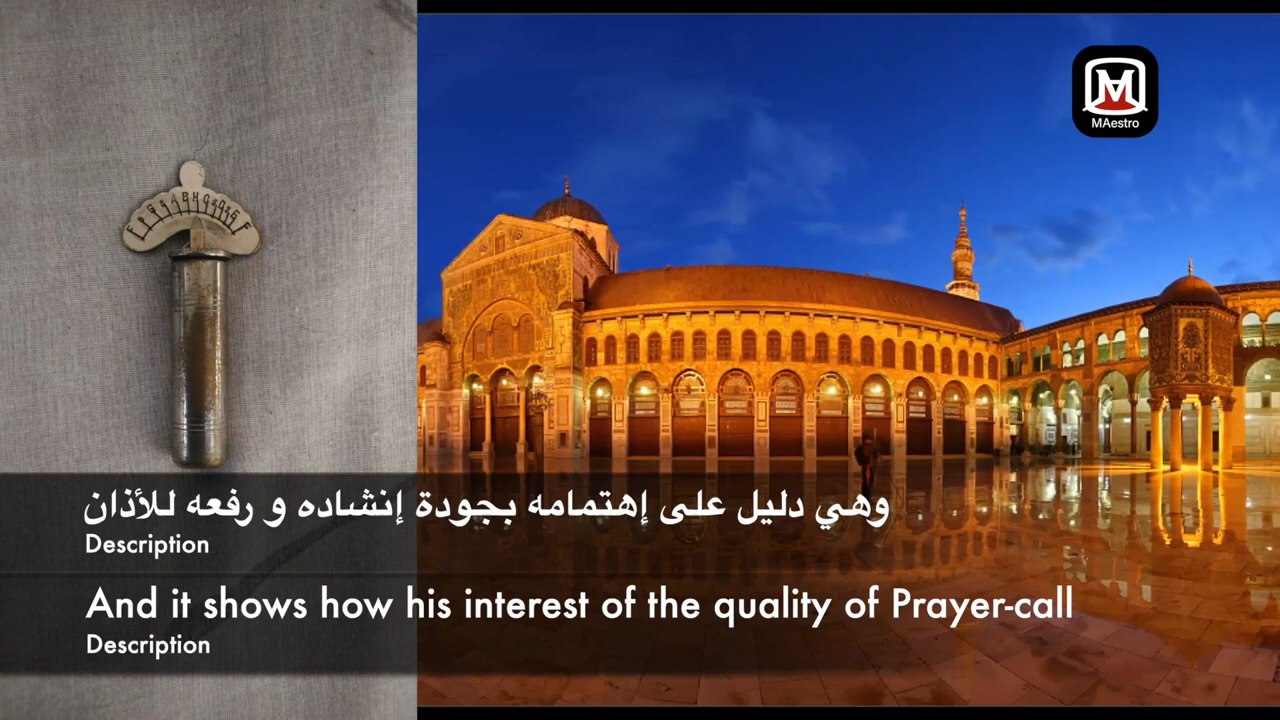 MAestro
وهي دليل على إهتمامه بجودة إنشاده و رفعه للأذان
Description
And it shows how his interest of the quality of Prayer-call
Description